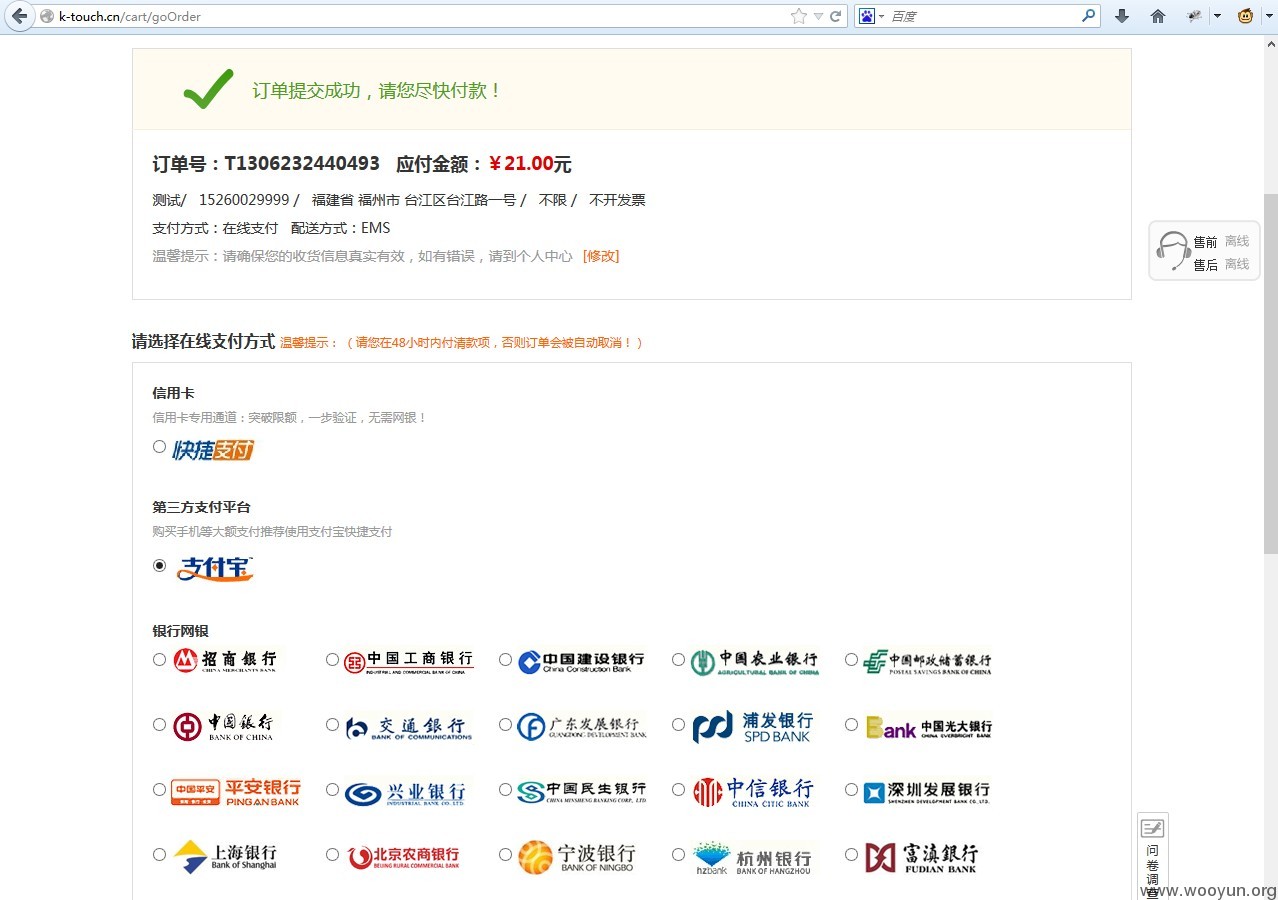 k-touch.cn/cart/goOrder
百度
订单提交成功，请您尽快付款！
订单号：T1306232440493 应付金额：￥21.00元
测试/ 15260029999 / 福建省 福州市 台江区台江路一号 / 不限 / 不开发票
支付方式：在线支付 配送方式：EMS
温馨提示：请确保您的收货信息真实有效，如有错误，请到个人中心 [修改]
售前 离线
售后 离线
请选择在线支付方式 温馨提示：（请您在48小时内付清款项，否则订单会被自动取消！）
信用卡
信用卡专用通道：突破限额，一步验证，无需网银！
快捷支付
第三方支付平台
购买手机等大额支付推荐使用支付宝快捷支付
支付宝
银行网银
招商銀行 CHINA MERCHANTS BANK
中国工商银行 INDUSTRIAL AND COMMERCIAL BANK OF CHINA
中国建设银行 China Construction Bank
中国农业银行 AGRICULTURAL BANK OF CHINA
中国邮政储蓄银行 POSTAL SAVINGS BANK OF CHINA
中国銀行 BANK OF CHINA
交通銀行 BANK OF COMMUNICATIONS
广东发展银行 GUANGDONG DEVELOPMENT BANK
浦发银行 SPD BANK
Bank 中国光大银行 CHINA EVERBRIGHT BANK
中国平安 平安银行 PINGAN BANK
兴业银行 INDUSTRIAL BANK CO.,LTD.
中国民生银行 CHINA MINSHENG BANKING CORP., LTD.
中信银行 CHINA CITIC BANK
深圳发展银行 SHENZHEN DEVELOPMENT BANK CO.,LTD.
上海银行 Bank of Shanghai
北京农商银行 BEIJING RURAL COMMERCIAL BANK
宁波银行 BANK OF NINGBO
hzbank 杭州银行 BANK OF HANGZHOU
富滇银行 FUDIAN BANK
问卷调查
www.wooyun.org